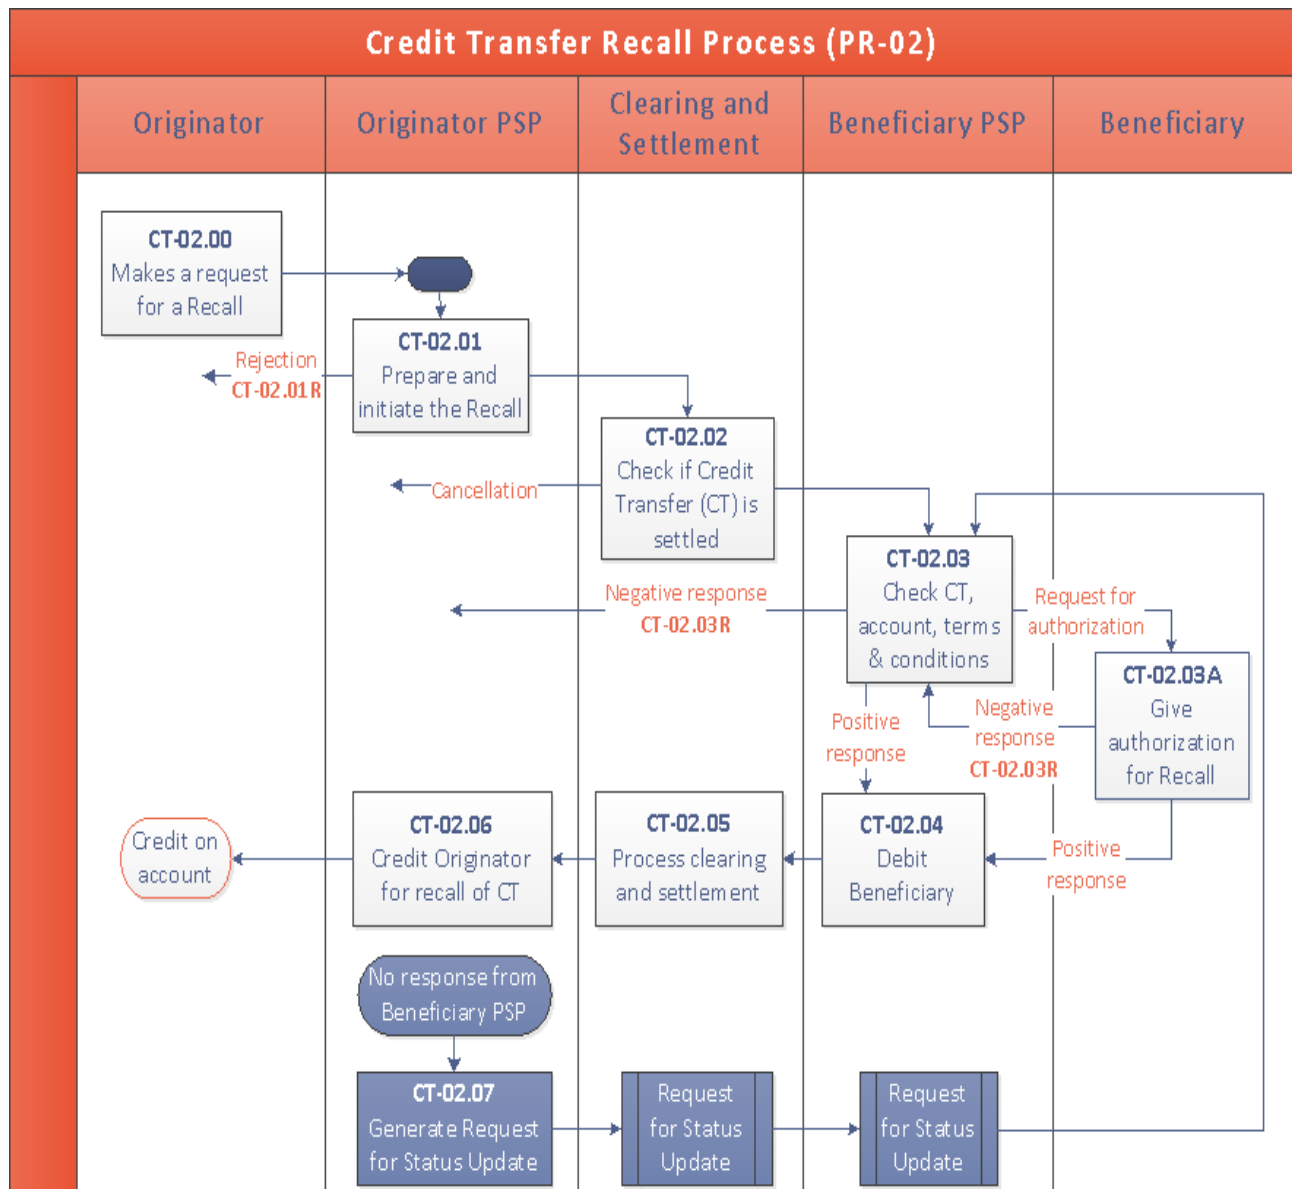 Credit Transfer Recall Process (PR-02)
Originator
Originator PSP
Clearing and
Settlement
Beneficiary PSP
Beneficiary
CT-02.00
Makes a request
for a Recall
CT-02.01
Prepare and
initiate the Recall
Rejection
CT-02.01R
CT-02.02
Check if Credit
Transfer (CT) is
settled
Cancellation
CT-02.03
Check CT,
account, terms
& conditions
Negative response
CT-02.03R
Request for
authorization
CT-02.03A
Give
authorization
for Recall
Negative
response
CT-02.03R
Positive
response
Positive
response
CT-02.04
Debit
Beneficiary
CT-02.05
Process clearing
and settlement
CT-02.06
Credit Originator
for recall of CT
Credit on
account
No response from
Beneficiary PSP
CT-02.07
Generate Request
for Status Update
Request
for Status
Update
Request
for Status
Update